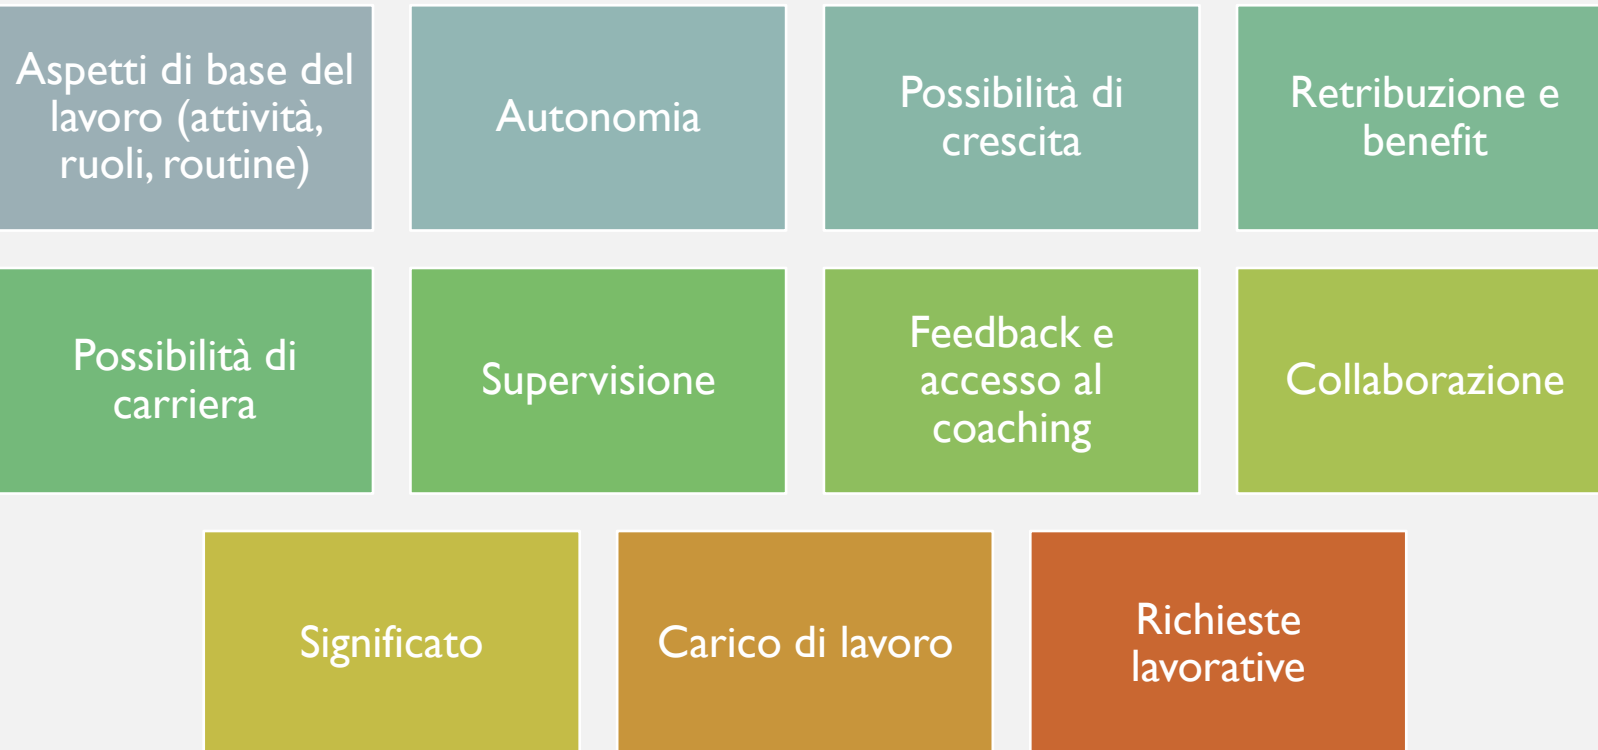 Aspetti di base del
lavoro (attività,
ruoli, routine)
Autonomia
Possibilità di
crescita
Retribuzione e
benefit
Possibilità di
carriera
Supervisione
Feedback e
accesso al
coaching
Collaborazione
Significato
Carico di lavoro
Richieste
lavorative